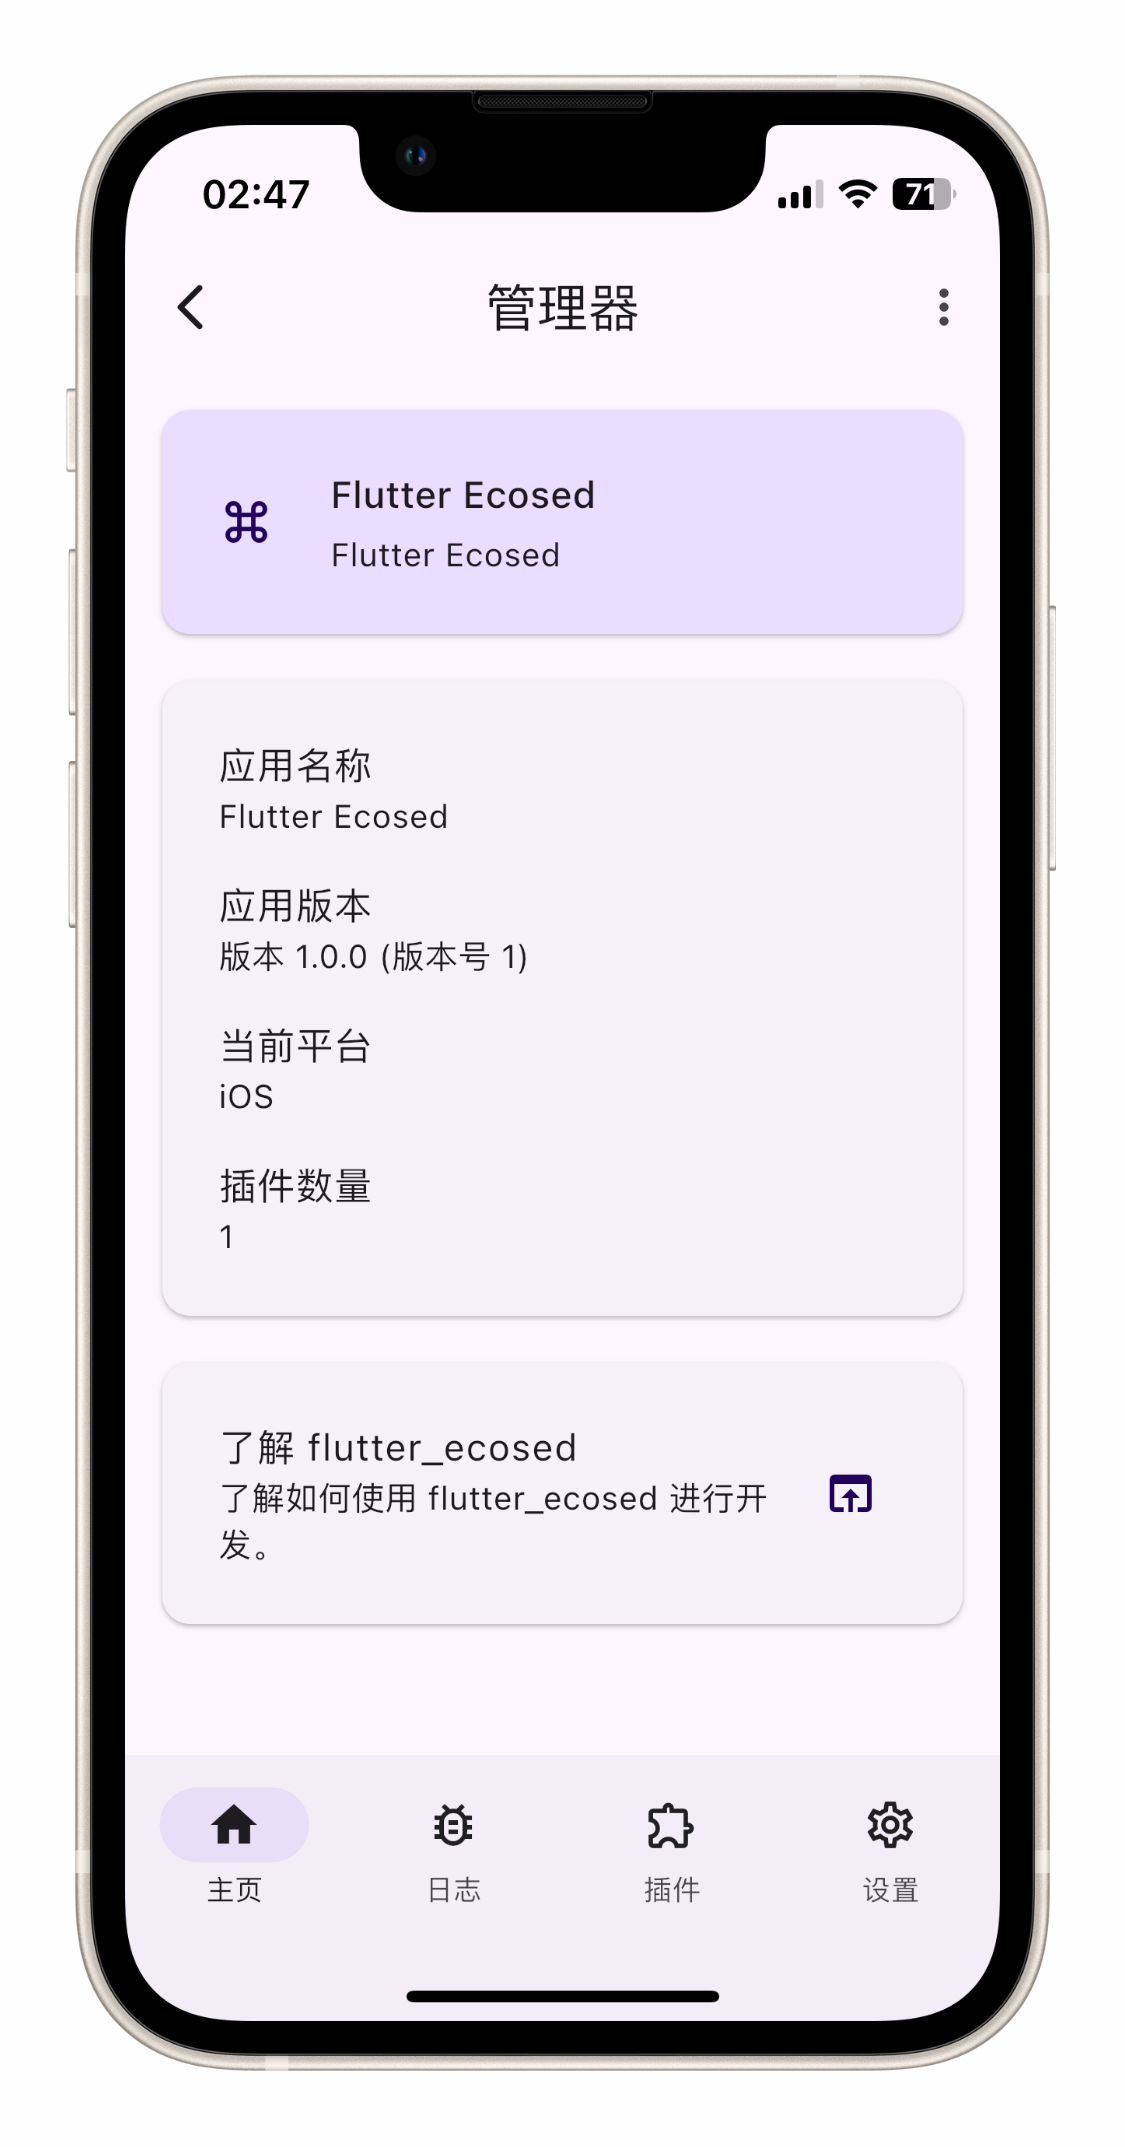 02:47
71
管理器
Flutter Ecosed
Flutter Ecosed
应用名称
Flutter Ecosed
应用版本
版本 1.0.0 (版本号 1)
当前平台
iOS
插件数量
1
了解 flutter_ecosed
了解如何使用 flutter_ecosed 进行开
发。
主页
日志
插件
设置